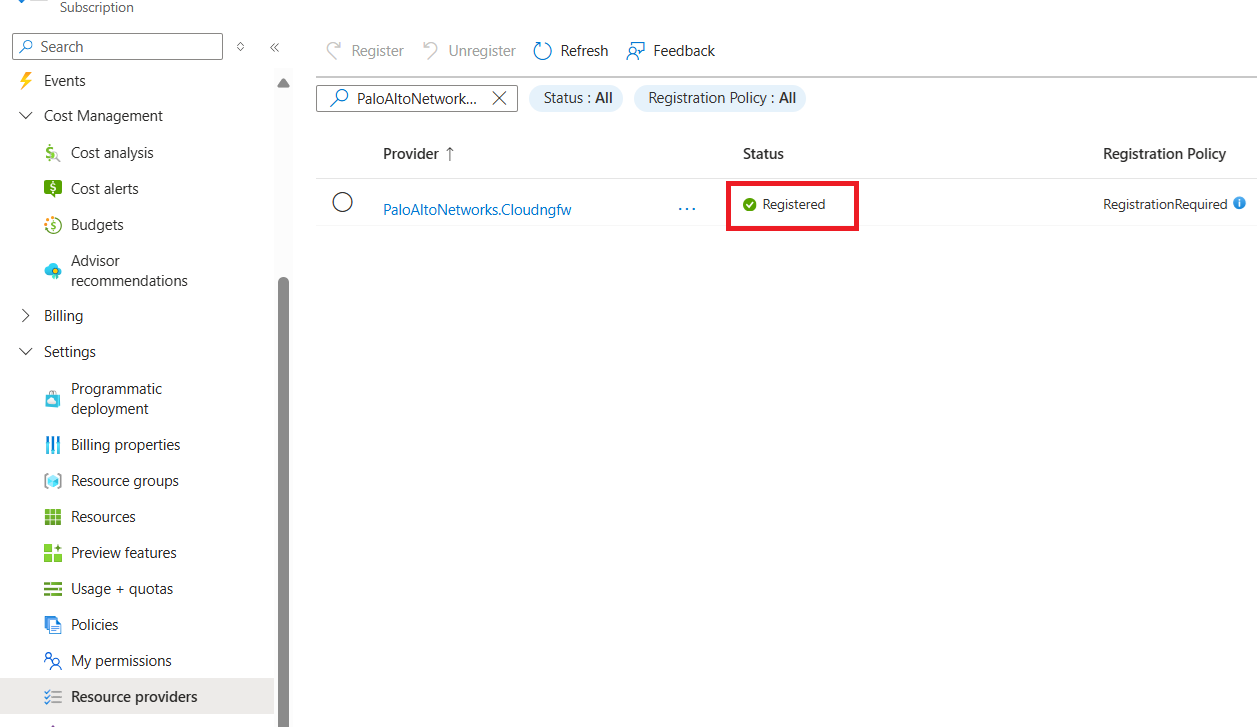 Subscription
Search
Events
Cost Management
Cost analysis
Cost alerts
Budgets
Advisor
recommendations
Billing
Settings
Programmatic
deployment
Billing properties
Resource groups
Resources
Preview features
Usage + quotas
Policies
My permissions
Resource providers
Register Unregister Refresh Feedback
PaloAltoNetwork... Status : All Registration Policy : All
Provider ↑ Status Registration Policy
PaloAltoNetworks.Cloudngfw ... Registered RegistrationRequired